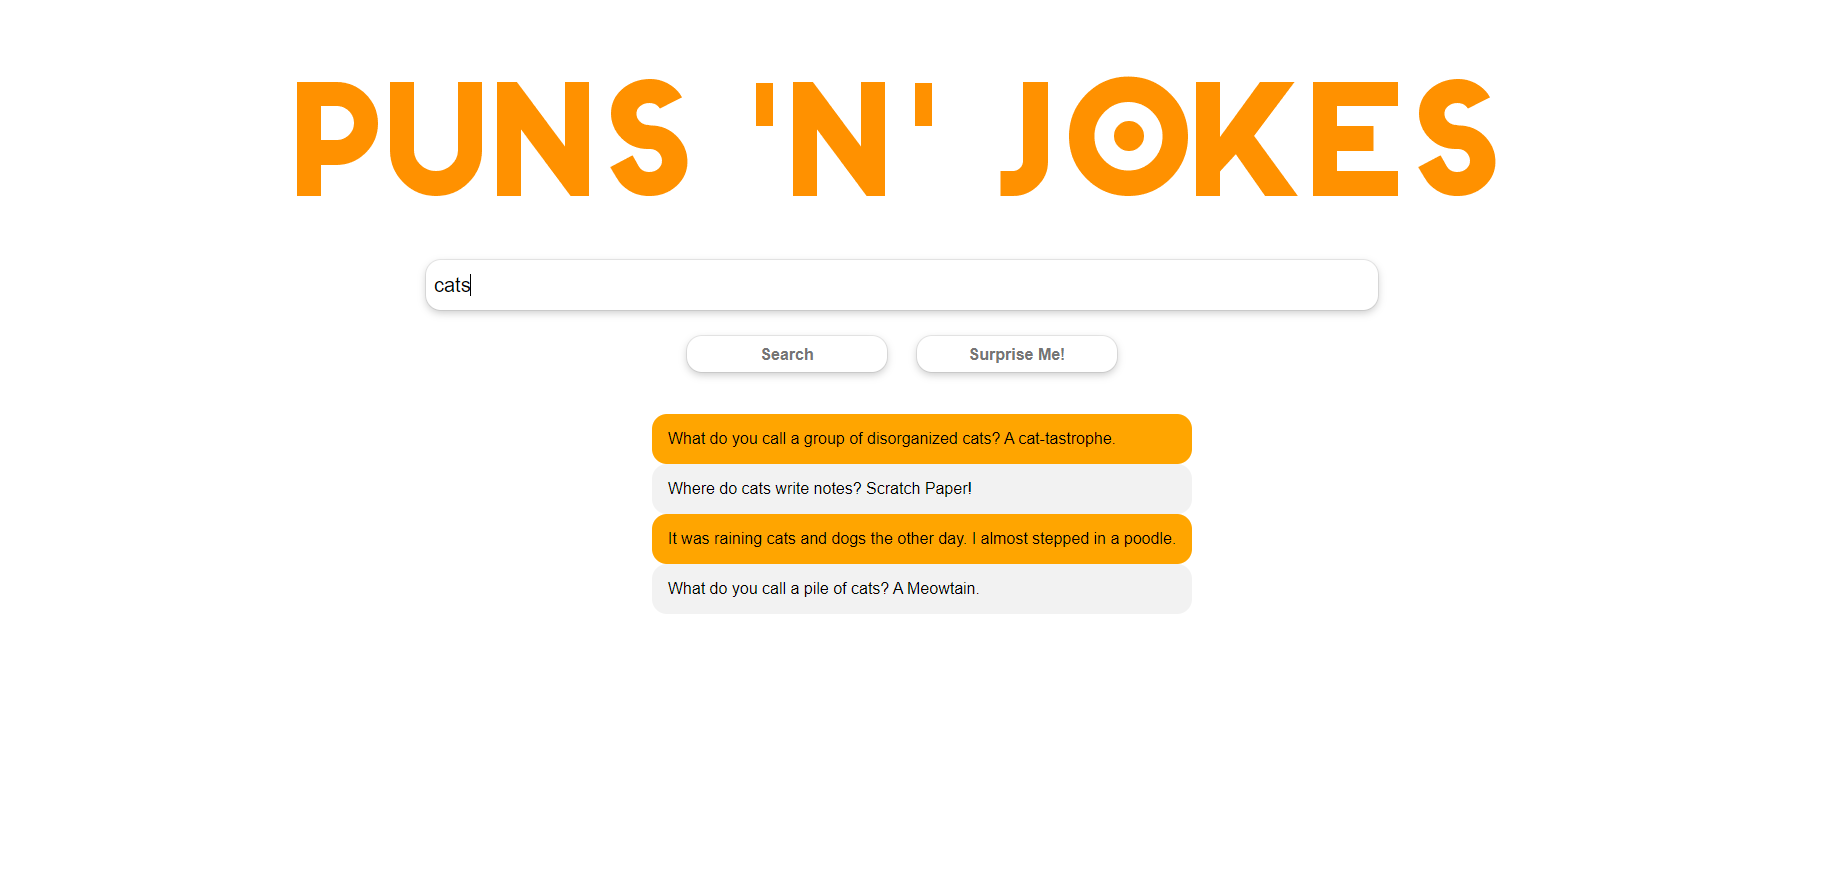 PUNS 'N' JOKES
cats
Search
Surprise Me!
What do you call a group of disorganized cats? A cat-tastrophe.
Where do cats write notes? Scratch Paper!
It was raining cats and dogs the other day. I almost stepped in a poodle.
What do you call a pile of cats? A Meowtain.